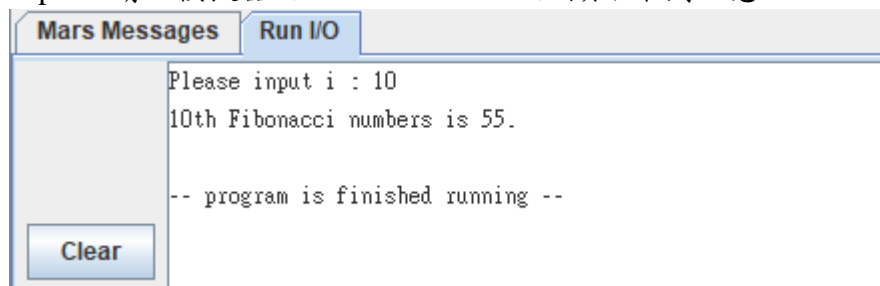 Mars Messages Run I/O
Please input i : 10
10th Fibonacci numbers is 55.
-- program is finished running --
Clear